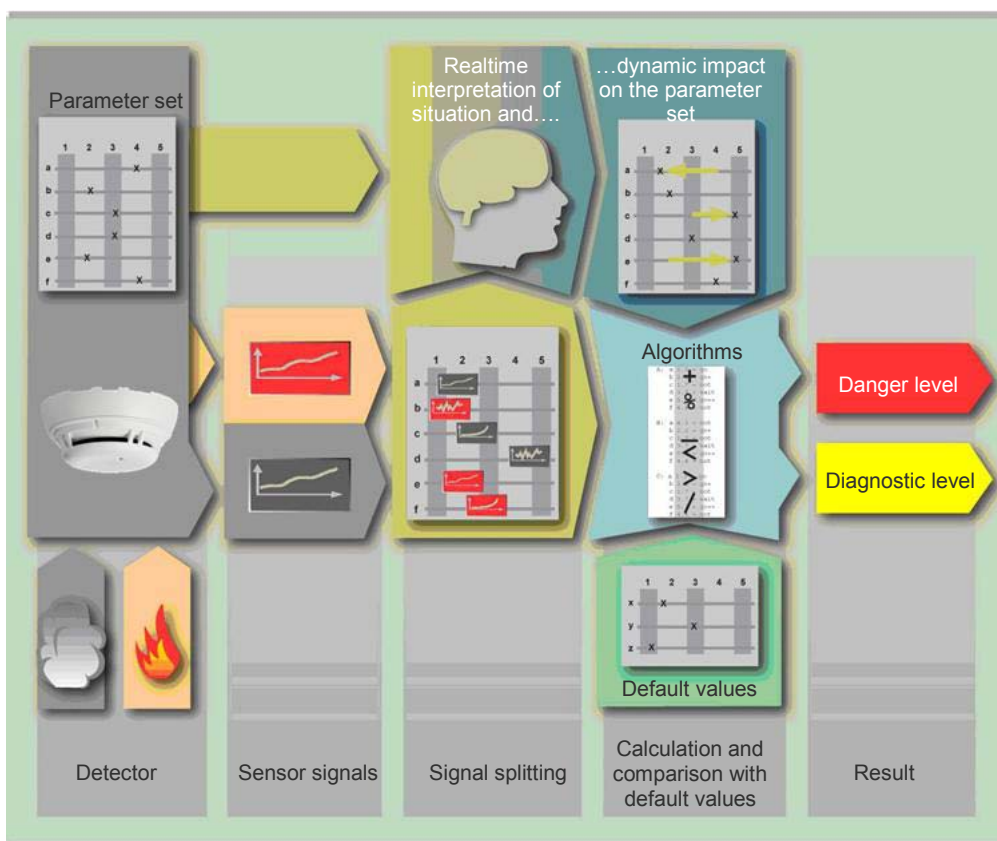 Parameter set
1 2 3 4 5
a x
b x
c x
d x
e x
f x
Realtime
interpretation of
situation and….
…dynamic impact
on the parameter
set
1 2 3 4 5
a x
b x
c x
d x
e x
f x
1 2 3 4 5
a
b
c
d
e
f
Algorithms
+
%
–
<
>
/
Danger level
Diagnostic level
1 2 3 4 5
x x
y x
z x
Default values
Detector
Sensor signals
Signal splitting
Calculation and
comparison with
default values
Result